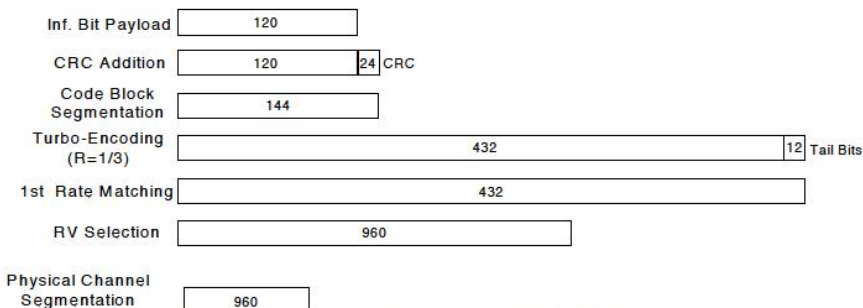 Inf. Bit Payload 120
CRC Addition 120 24 CRC
Code Block
Segmentation 144
Turbo-Encoding
(R=1/3) 432 12 Tail Bits
1st Rate Matching 432
RV Selection 960
Physical Channel
Segmentation 960